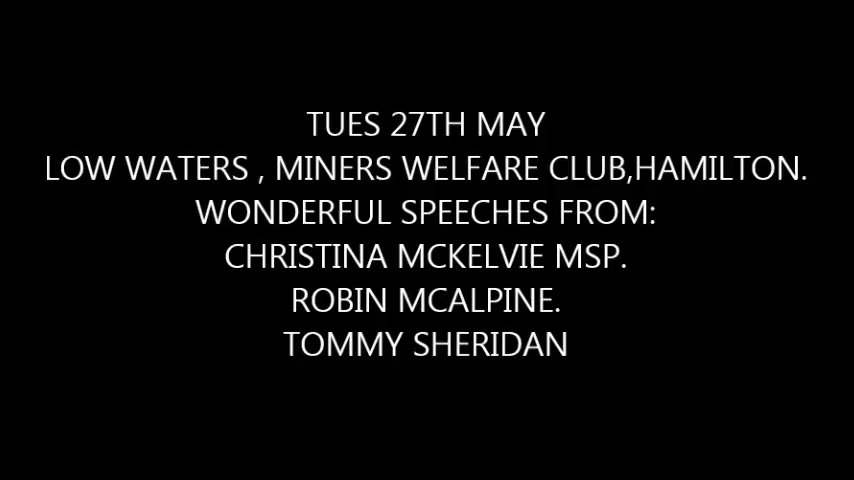 TUES 27TH MAY
LOW WATERS , MINERS WELFARE CLUB,HAMILTON.
WONDERFUL SPEECHES FROM:
CHRISTINA MCKELVIE MSP.
ROBIN MCALPINE.
TOMMY SHERIDAN